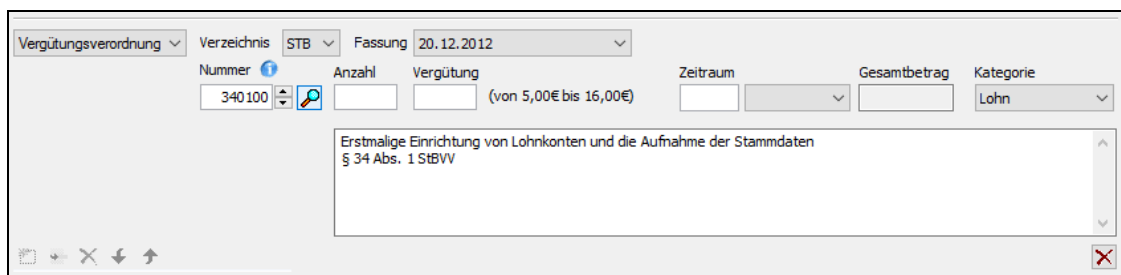 Vergütungsverordnung Verzeichnis STB Fassung 20.12.2012
Nummer Anzahl Vergütung Zeitraum Gesamtbetrag Kategorie
340100 (von 5,00€ bis 16,00€) Lohn
Erstmalige Einrichtung von Lohnkonten und die Aufnahme der Stammdaten
§ 34 Abs. 1 StBVV